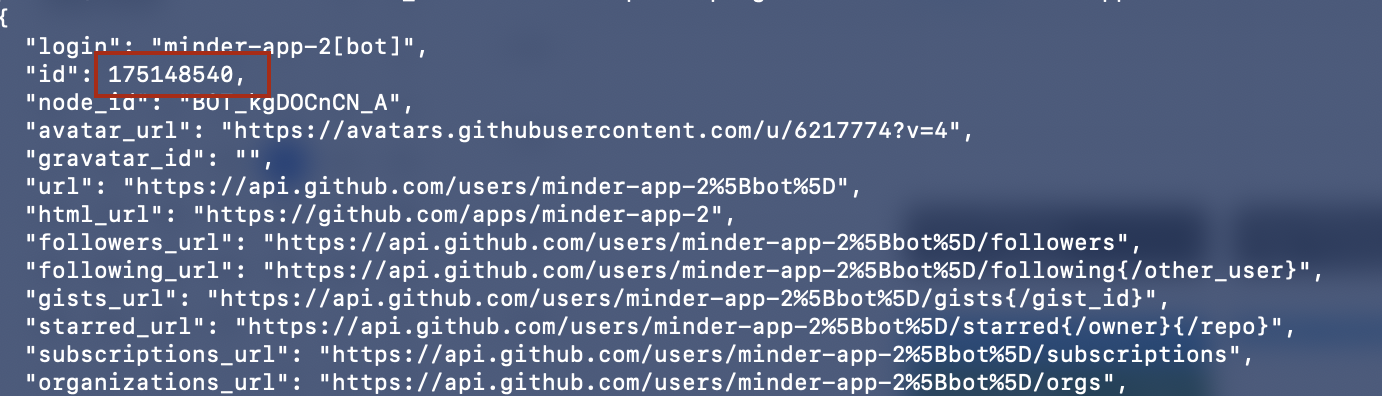 {
"login": "minder-app-2[bot]",
"id": 175148540,
"node_id": "BOT_kgDOCnCN_A",
"avatar_url": "https://avatars.githubusercontent.com/u/6217774?v=4",
"gravatar_id": "",
"url": "https://api.github.com/users/minder-app-2%5Bbot%5D",
"html_url": "https://github.com/apps/minder-app-2",
"followers_url": "https://api.github.com/users/minder-app-2%5Bbot%5D/followers",
"following_url": "https://api.github.com/users/minder-app-2%5Bbot%5D/following{/other_user}",
"gists_url": "https://api.github.com/users/minder-app-2%5Bbot%5D/gists{/gist_id}",
"starred_url": "https://api.github.com/users/minder-app-2%5Bbot%5D/starred{/owner}{/repo}",
"subscriptions_url": "https://api.github.com/users/minder-app-2%5Bbot%5D/subscriptions",
"organizations_url": "https://api.github.com/users/minder-app-2%5Bbot%5D/orgs",